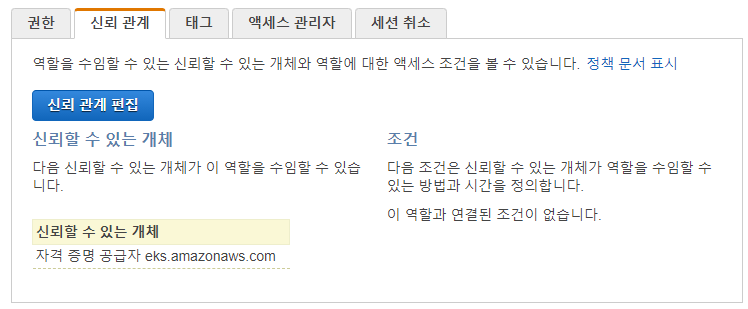 권한
신뢰 관계
태그
액세스 관리자
세션 취소
역할을 수임할 수 있는 신뢰할 수 있는 개체와 역할에 대한 액세스 조건을 볼 수 있습니다. 정책 문서 표시
신뢰 관계 편집
신뢰할 수 있는 개체
다음 신뢰할 수 있는 개체가 이 역할을 수임할 수 있습
니다.
신뢰할 수 있는 개체
자격 증명 공급자 eks.amazonaws.com
조건
다음 조건은 신뢰할 수 있는 개체가 역할을 수임할 수
있는 방법과 시간을 정의합니다.
이 역할과 연결된 조건이 없습니다.